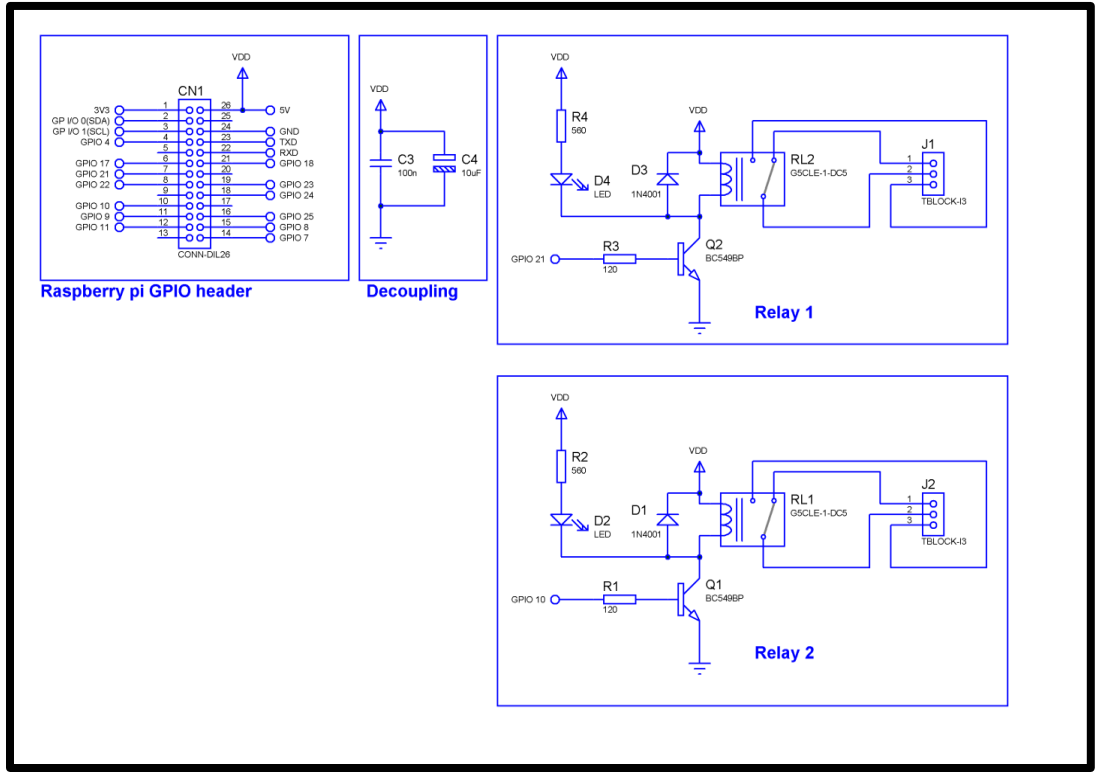 VDD
CN1
3V3 1 26 5V
GP I/O 0(SDA) 2 25
GP I/O 1(SCL) 3 24 GND
GPIO 4 4 23 TXD
5 22 RXD
GPIO 17 6 21 GPIO 18
GPIO 21 7 20
GPIO 22 8 19 GPIO 23
9 18 GPIO 24
GPIO 10 10 17
GPIO 9 11 16 GPIO 25
GPIO 11 12 15 GPIO 8
13 14 GPIO 7
CONN-DIL26
Raspberry pi GPIO header
VDD
C3
100n
C4
10uF
Decoupling
VDD
R4
560
D4
LED
VDD
D3
1N4001
RL2
G5CLE-1-DC5
J1
1
2
3
TBLOCK-I3
GPIO 21
R3
120
Q2
BC549BP
Relay 1
VDD
R2
560
D2
LED
VDD
D1
1N4001
RL1
G5CLE-1-DC5
J2
1
2
3
TBLOCK-I3
GPIO 10
R1
120
Q1
BC549BP
Relay 2